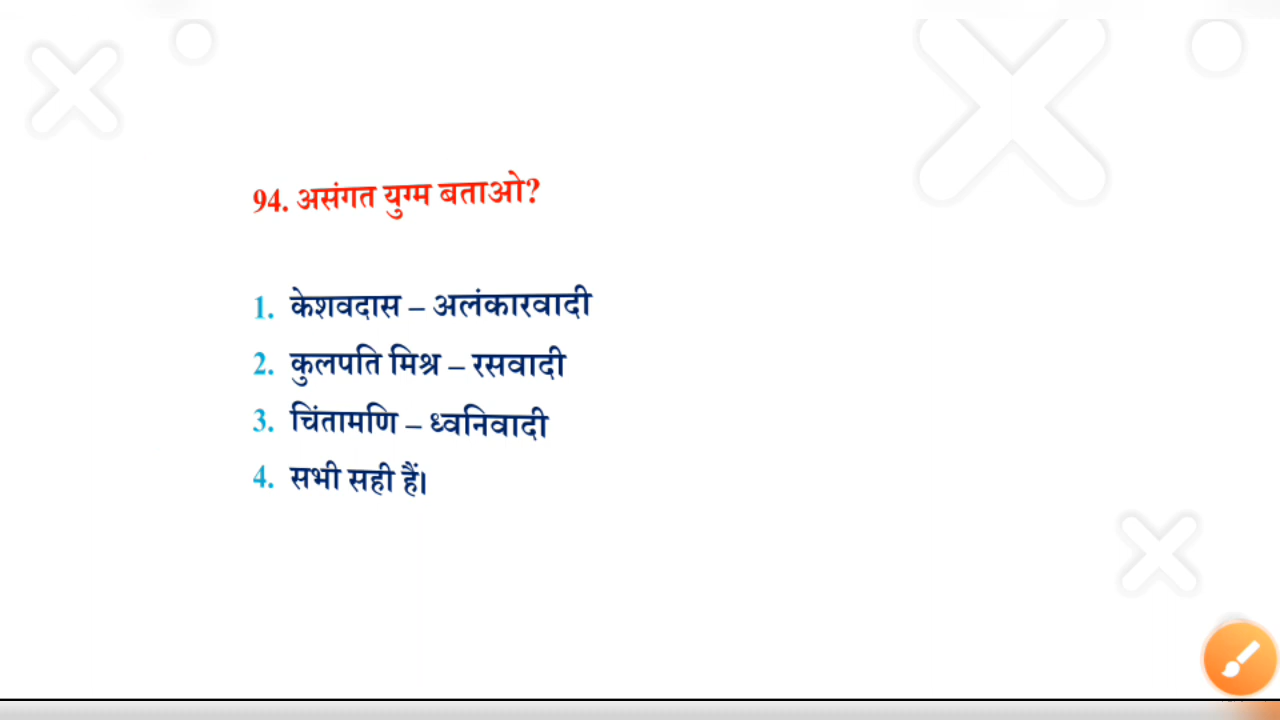 94. असंगत युग्म बताओ?
1. केशवदास – अलंकारवादी
2. कुलपति मिश्र – रसवादी
3. चिंतामणि – ध्वनिवादी
4. सभी सही हैं।